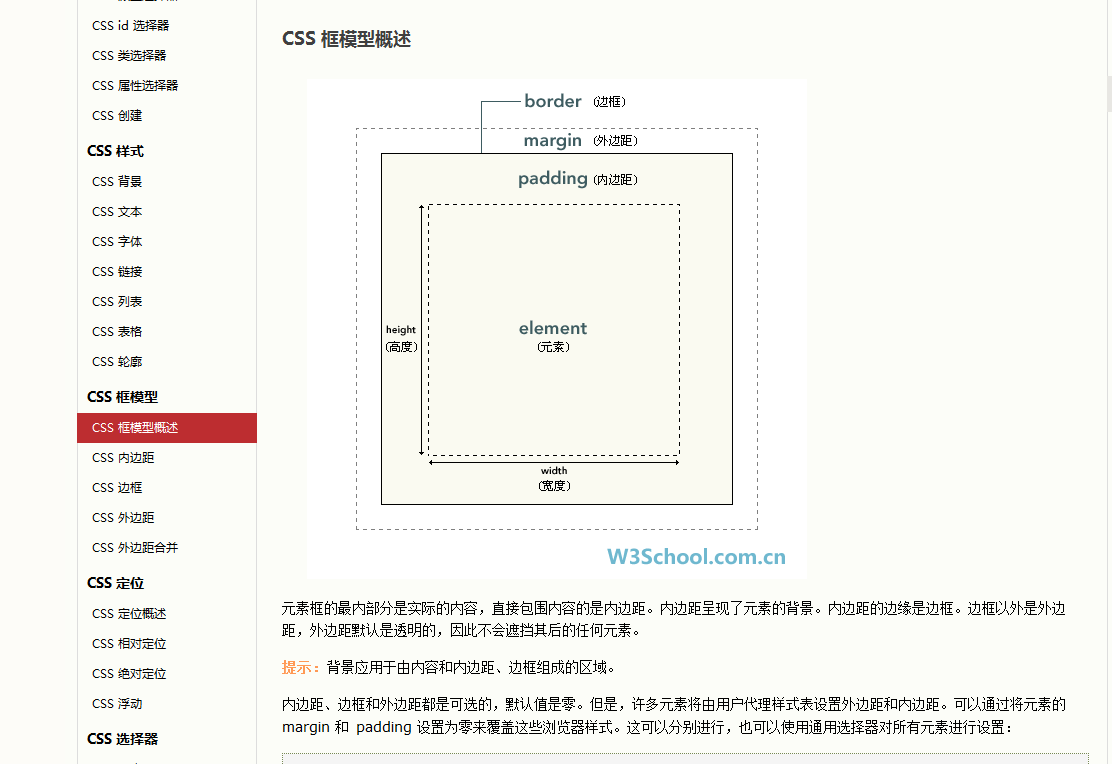 CSS id 选择器
CSS 类选择器
CSS 属性选择器
CSS 创建
CSS 样式
CSS 背景
CSS 文本
CSS 字体
CSS 链接
CSS 列表
CSS 表格
CSS 轮廓
CSS 框模型
CSS 框模型概述
CSS 内边距
CSS 边框
CSS 外边距
CSS 外边距合并
CSS 定位
CSS 定位概述
CSS 相对定位
CSS 绝对定位
CSS 浮动
CSS 选择器
CSS 框模型概述
border (边框)
margin (外边距)
padding (内边距)
height
(高度)
element
(元素)
width
(宽度)
W3School.com.cn
元素框的最内部分是实际的内容，直接包围内容的是内边距。内边距呈现了元素的背景。内边距的边缘是边框。边框以外是外边
距，外边距默认是透明的，因此不会遮挡其后的任何元素。
提示：背景应用于由内容和内边距、边框组成的区域。
内边距、边框和外边距都是可选的，默认值是零。但是，许多元素将由用户代理样式表设置外边距和内边距。可以通过将元素的
margin 和 padding 设置为零来覆盖这些浏览器样式。这可以分别进行，也可以使用通用选择器对所有元素进行设置：